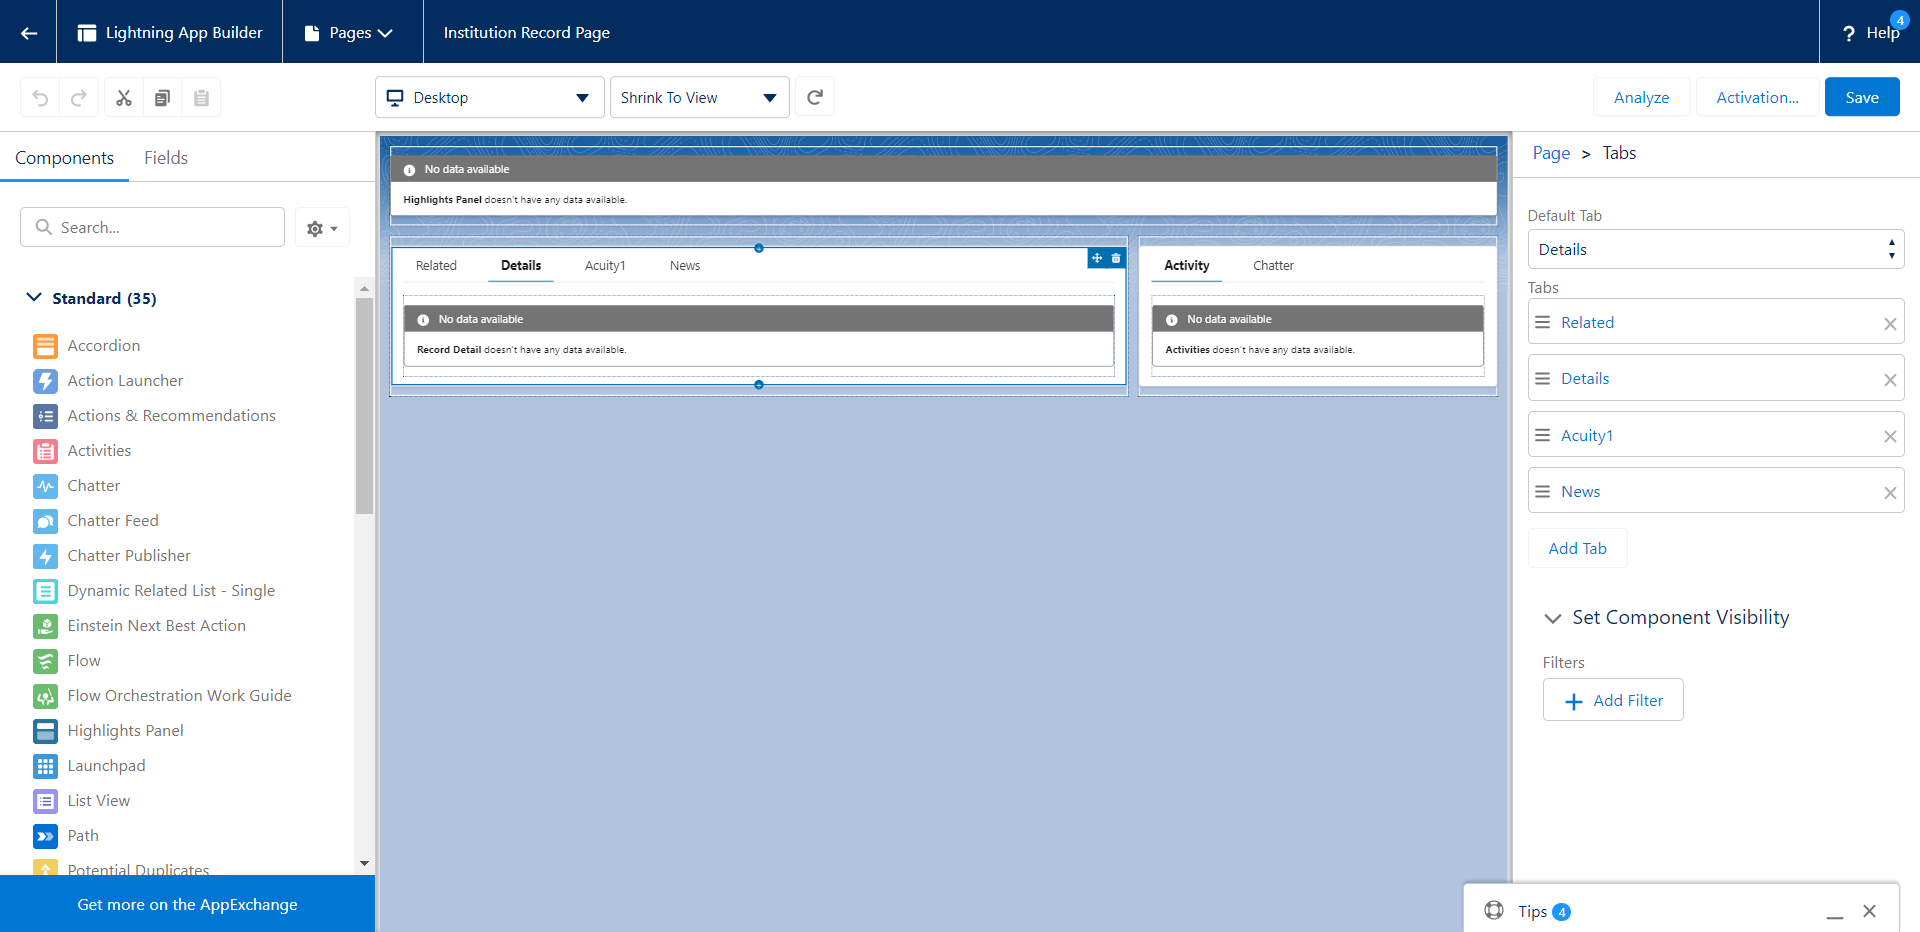 Lightning App Builder
Pages
Institution Record Page
? Help
4
Desktop
Shrink To View
Analyze
Activation...
Save
Components
Fields
Search...
Standard (35)
Accordion
Action Launcher
Actions & Recommendations
Activities
Chatter
Chatter Feed
Chatter Publisher
Dynamic Related List - Single
Einstein Next Best Action
Flow
Flow Orchestration Work Guide
Highlights Panel
Launchpad
List View
Path
Potential Duplicates
Get more on the AppExchange
No data available
Highlights Panel doesn't have any data available.
Related
Details
Acuity1
News
No data available
Record Detail doesn't have any data available.
Activity
Chatter
No data available
Activities doesn't have any data available.
Page > Tabs
Default Tab
Details
Tabs
Related
Details
Acuity1
News
Add Tab
Set Component Visibility
Filters
Add Filter
Tips 4